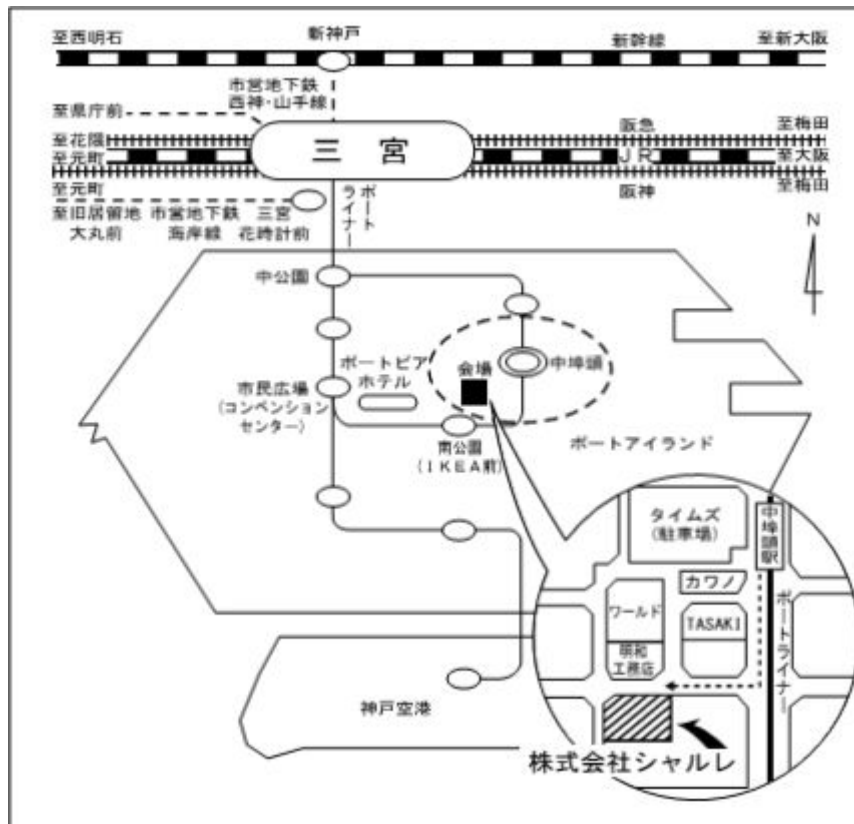 至西明石
新神戸
新幹線
至新大阪
市営地下鉄
西神・山手線
至県庁前
至花隈
至元町
至元町
三宮
阪急
JR
阪神
至梅田
至大阪
至梅田
至旧居留地
大丸前
市営地下鉄
海岸線
三宮
花時計前
ポート
ライナー
N
中公園
ポートピア
ホテル
会場
中埠頭
市民広場
(コンベンション
センター)
南公園
(IKEA前)
ポートアイランド
タイムズ
(駐車場)
中埠頭駅
カワノ
ワールド
TASAKI
明和
工務店
ポートライナー
株式会社シャルレ
神戸空港